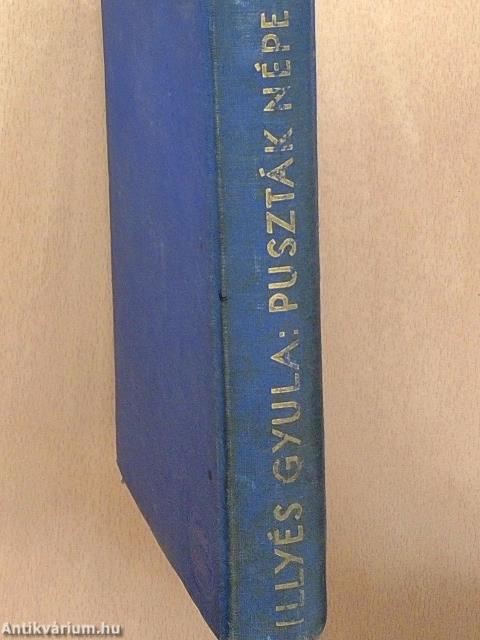 ILLYÉS GYULA: PUSZTÁK NÉPE
Antikvárium.hu